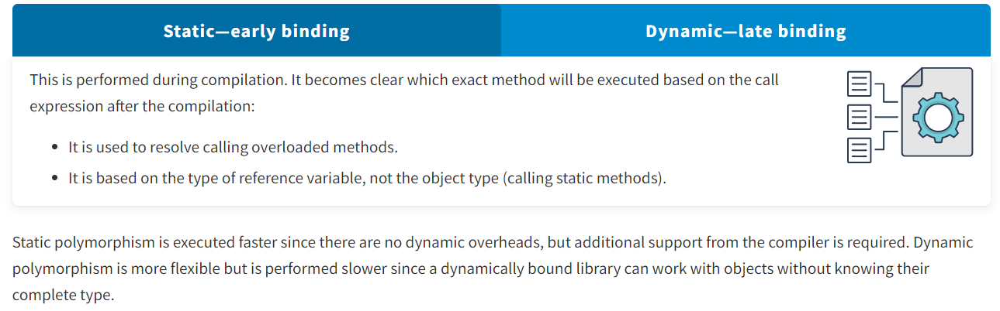 Static—early binding
Dynamic—late binding
This is performed during compilation. It becomes clear which exact method will be executed based on the call
expression after the compilation:
• It is used to resolve calling overloaded methods.
• It is based on the type of reference variable, not the object type (calling static methods).
Static polymorphism is executed faster since there are no dynamic overheads, but additional support from the compiler is required. Dynamic
polymorphism is more flexible but is performed slower since a dynamically bound library can work with objects without knowing their
complete type.